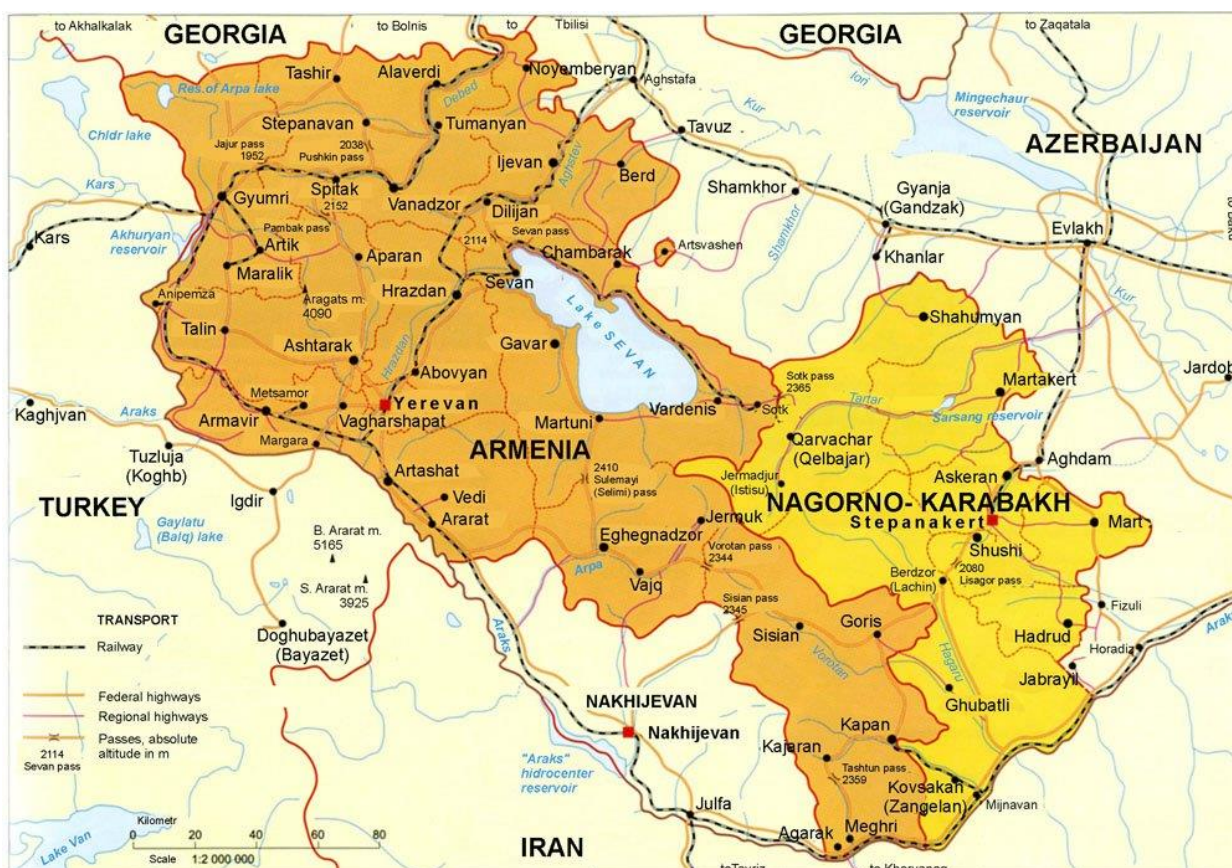 to Akhalkalak
to Bolnis
to
Tbilisi
to Zaqatala
GEORGIA
GEORGIA
Tashir
Alaverdi
Noyemberyan
Aghstafa
Iori
Res.of Arpa lake
Debed
Mingechaur
reservoir
Chldr lake
Stepanavan
Tumanyan
Kur
Tavuz
AZERBAIJAN
Jajur pass
1952
2038
Pushkin pass
Ijevan
Aghstev
Berd
Kars
Spitak
2152
Vanadzor
Shamkhor
Gyanja
(Gandzak)
Gyumri
Dilijan
Pambak pass
Kars
Akhuryan
reservoir
Artik
2114
Sevan pass
Shamkhor
Evlakh
Artsvashen
Chambarak
Aparan
Khanlar
Maralik
Sevan
Anipemza
Aragats m.
4090
Hrazdan
Kur
Talin
Lake SEVAN
Shahumyan
Gavar
Ashtarak
Hrazdan
Abovyan
Sotk pass
2365
Martakert
Jardob
Metsamor
Kaghjvan
Araks
Yerevan
Vardenis
Sotk
Tartar
Sarsang reservoir
Armavir
Vagharshapat
Martuni
Margara
Qarvachar
(Qelbajar)
Tuzluja
(Koghb)
ARMENIA
Aghdam
Artashat
2410
Sulemayi
(Selimi) pass
Jermadjur
(Istisu)
Askeran
Igdir
Vedi
TURKEY
NAGORNO- KARABAKH
Gaylatu
(Balq) lake
Ararat
Jermuk
Stepanakert
Mart
B. Ararat m.
5165
Eghegnadzor
Shushi
Vorotan pass
2344
2080
Lisagor pass
Arpa
Vajq
Berdzor
(Lachin)
S. Ararat m.
3925
Sisian pass
2345
Fizuli
TRANSPORT
Goris
Hadrud
Araks
Doghubayazet
(Bayazet)
Sisian
Araks
Railway
Vorotan
Hagaru
Horadiz
Jabrayil
Federal highways
NAKHIJEVAN
Ghubatli
Regional highways
Kapan
Passes, absolute
altitude in m
Nakhijevan
Kajaran
2114
Sevan pass
"Araks"
hidrocenter
reservoir
Tashtun pass
2359
Kovsakan
(Zangelan)
Mijnavan
Julfa
Kilometr
0 20 40 60 80
Scale 1:2 000 000
Lake Van
IRAN
Agarak
Meghri